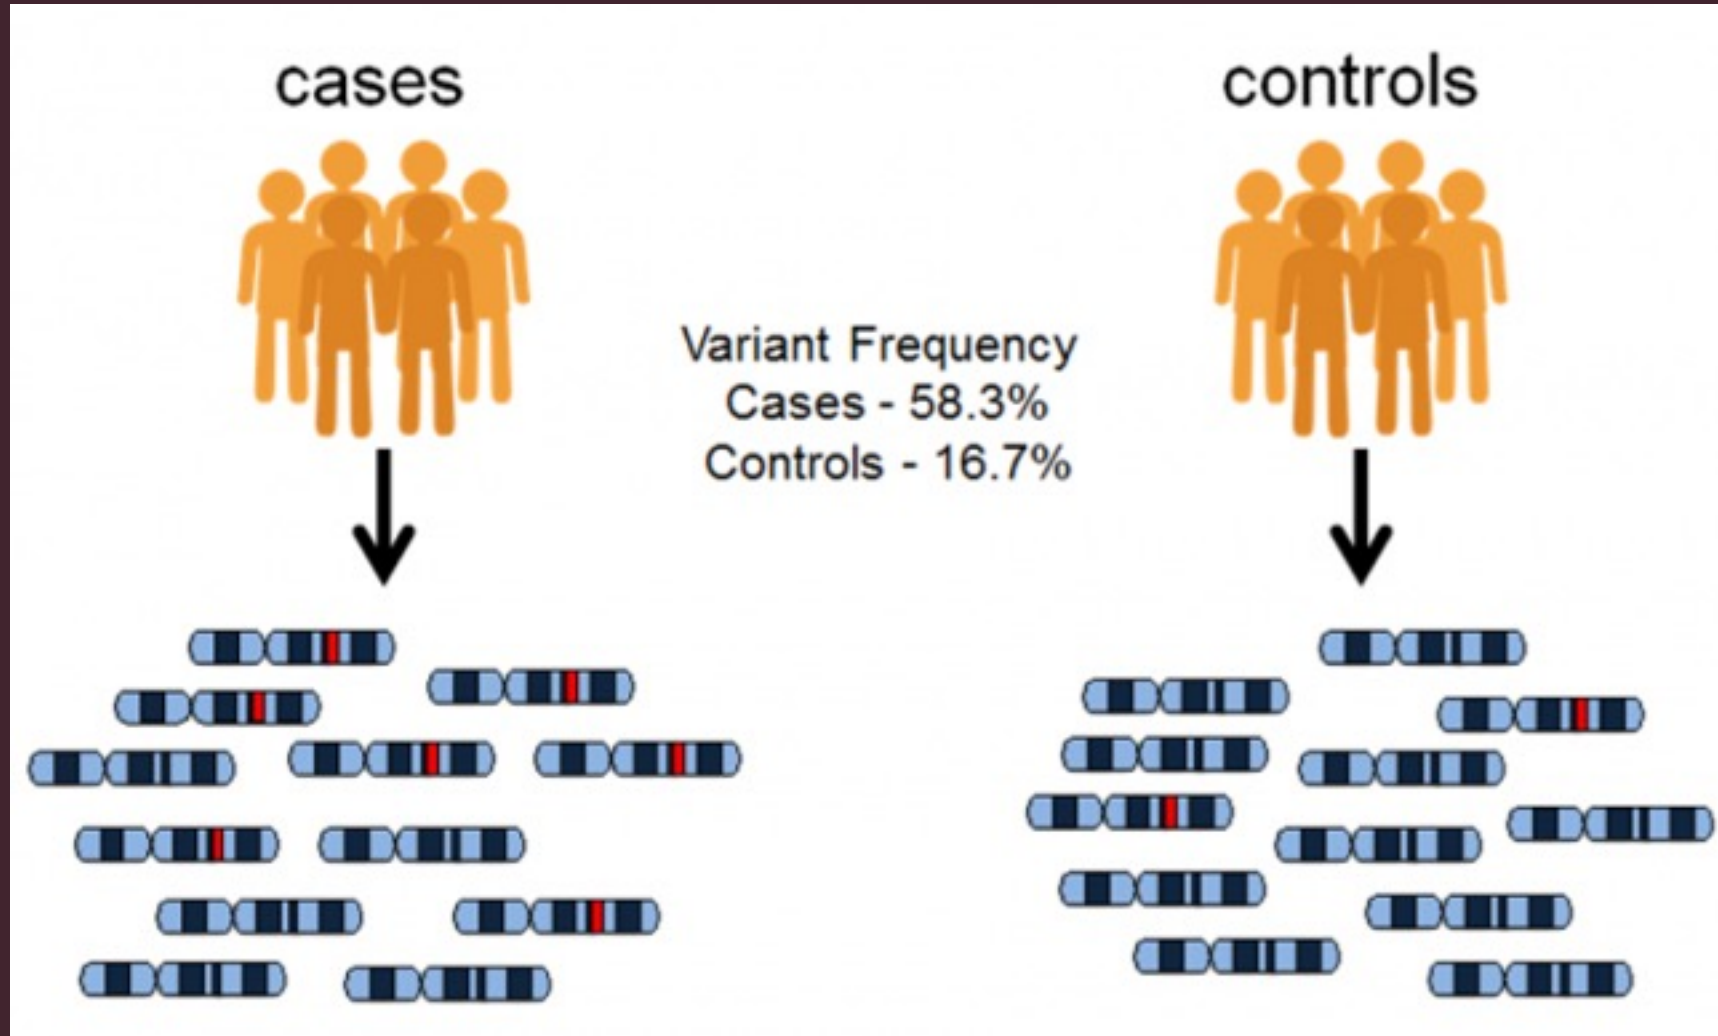 cases
controls
Variant Frequency
Cases - 58.3%
Controls - 16.7%